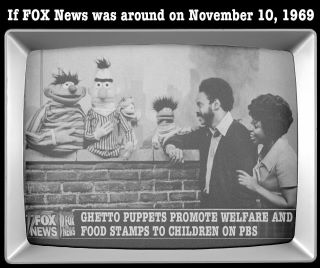 If FOX News was around on November 10, 1969
FOX NEWS
FOX NEWS
GHETTO PUPPETS PROMOTE WELFARE AND
FOOD STAMPS TO CHILDREN ON PBS